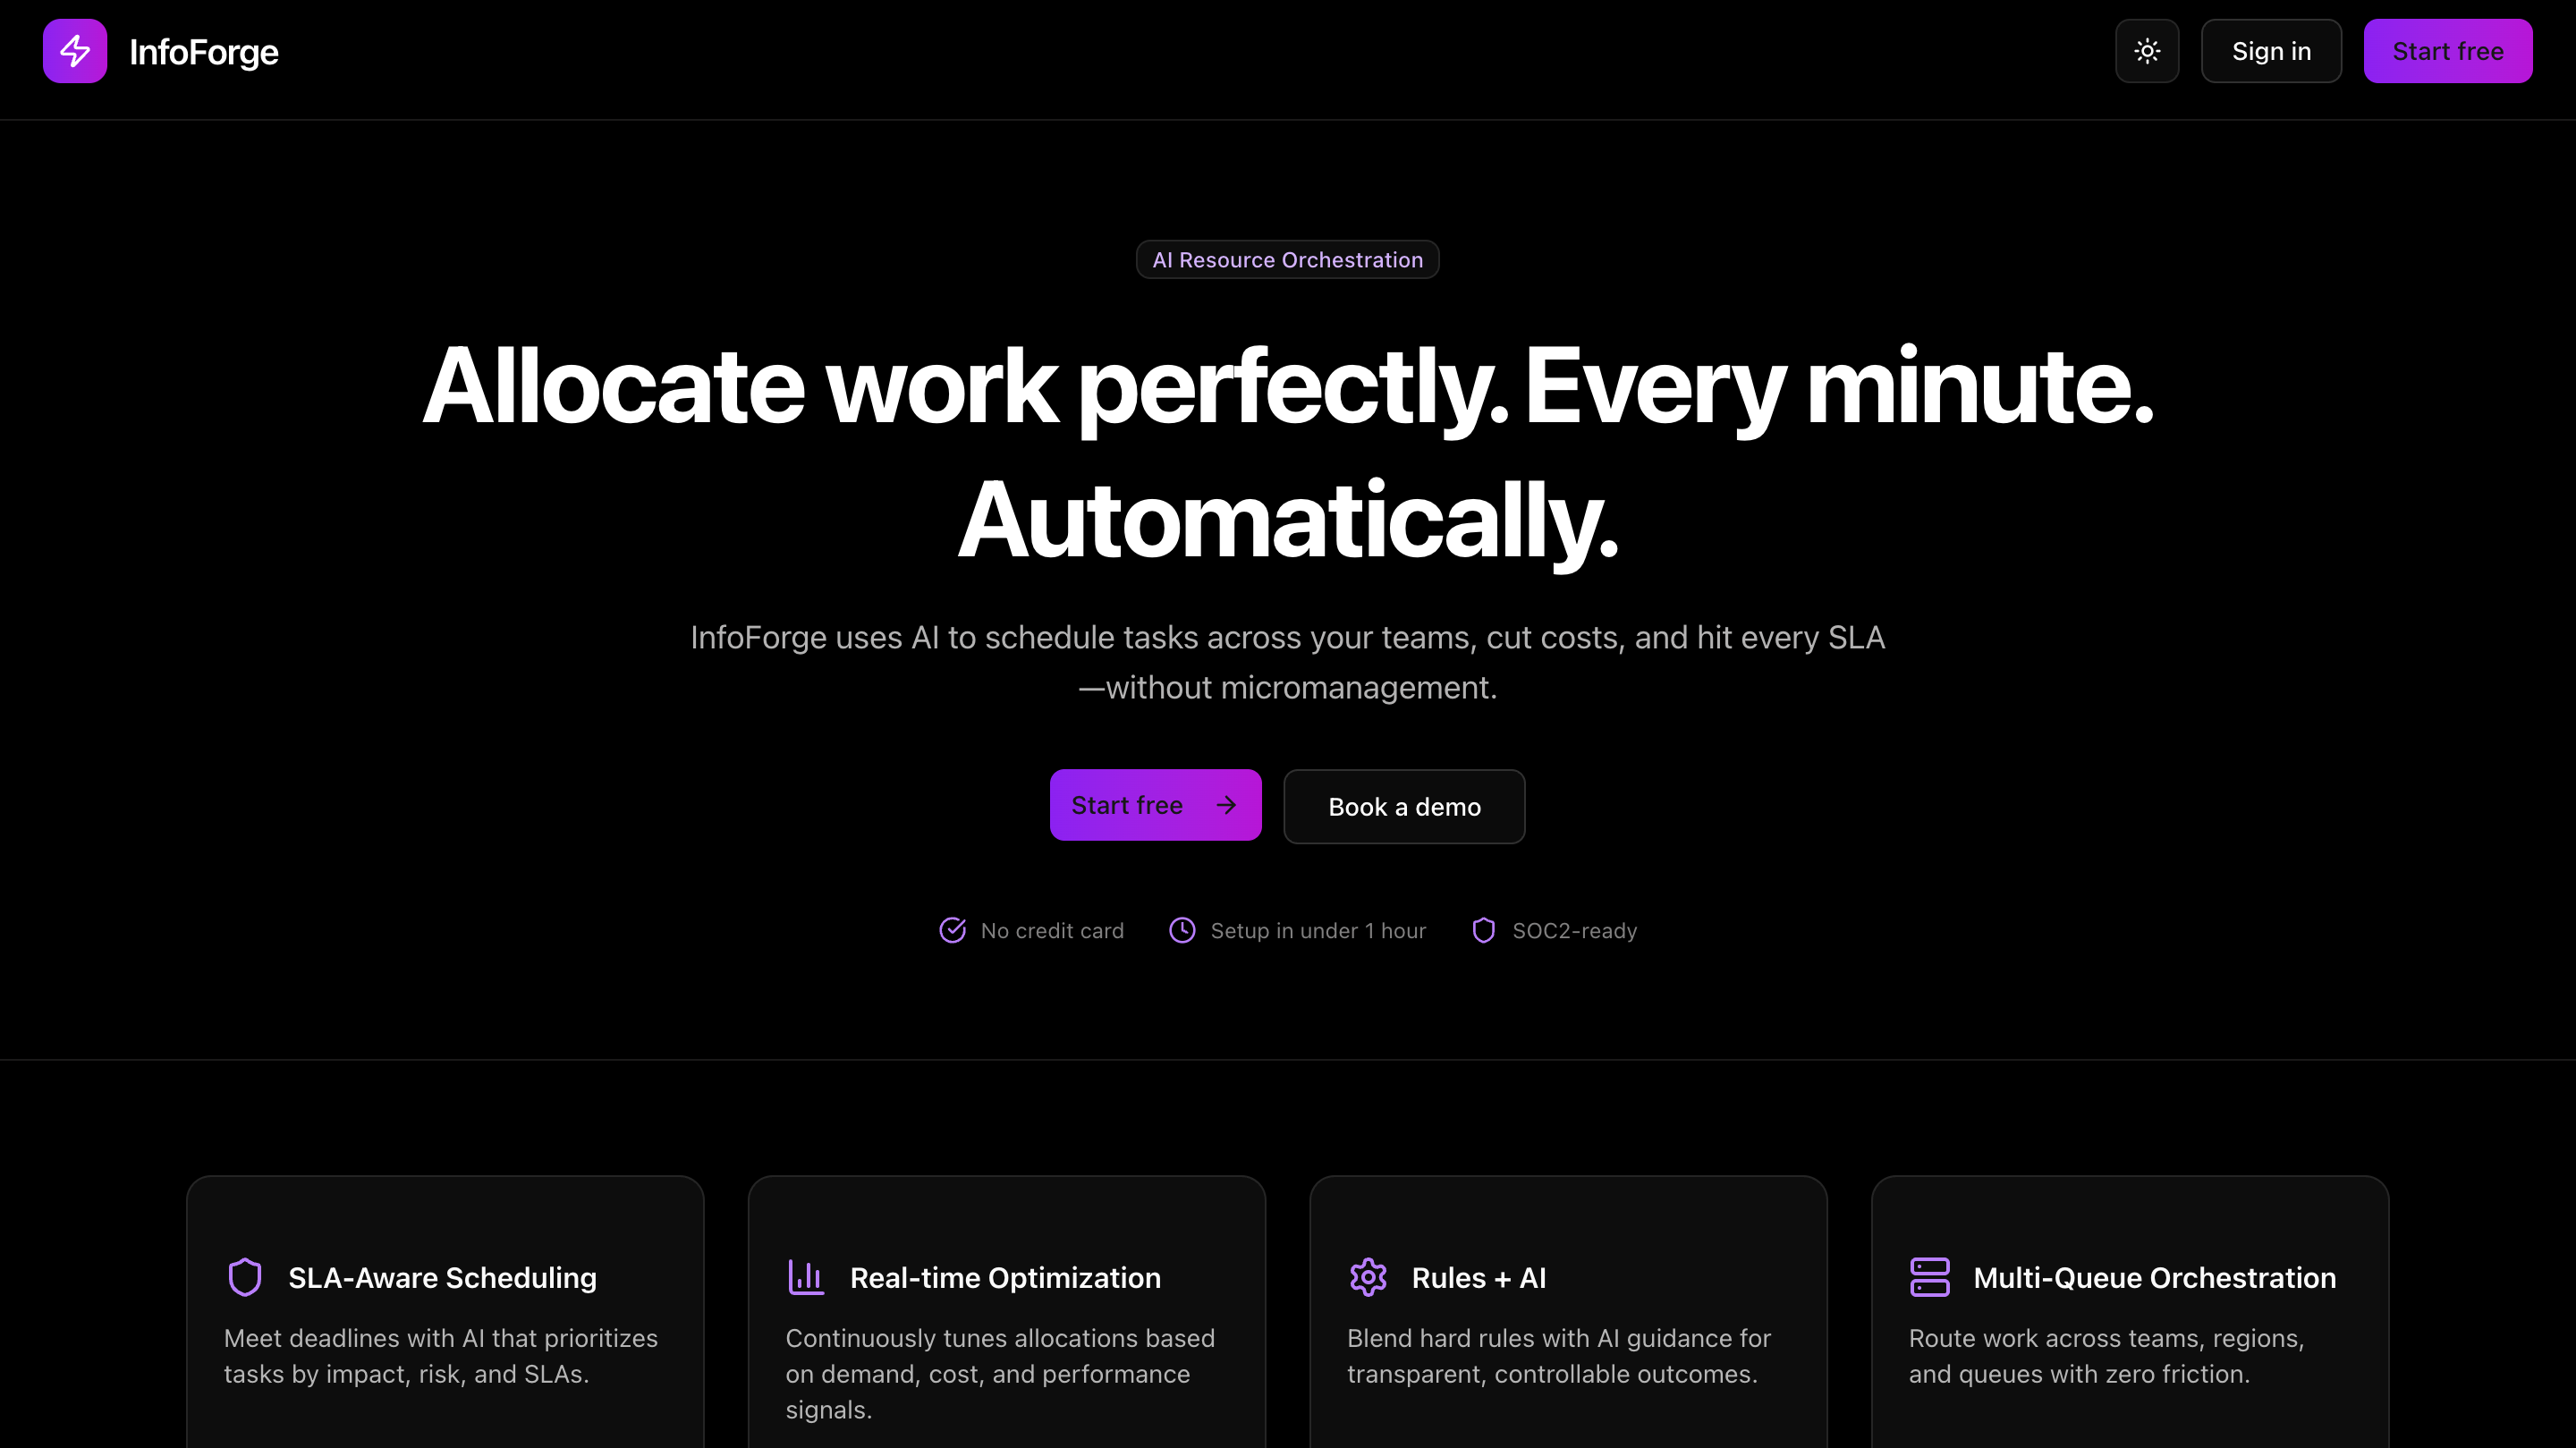 InfoForge
Sign in
Start free
AI Resource Orchestration
Allocate work perfectly. Every minute.
Automatically.
InfoForge uses AI to schedule tasks across your teams, cut costs, and hit every SLA
—without micromanagement.
Start free
Book a demo
No credit card
Setup in under 1 hour
SOC2-ready
SLA-Aware Scheduling
Meet deadlines with AI that prioritizes
tasks by impact, risk, and SLAs.
Real-time Optimization
Continuously tunes allocations based
on demand, cost, and performance
signals.
Rules + AI
Blend hard rules with AI guidance for
transparent, controllable outcomes.
Multi-Queue Orchestration
Route work across teams, regions,
and queues with zero friction.